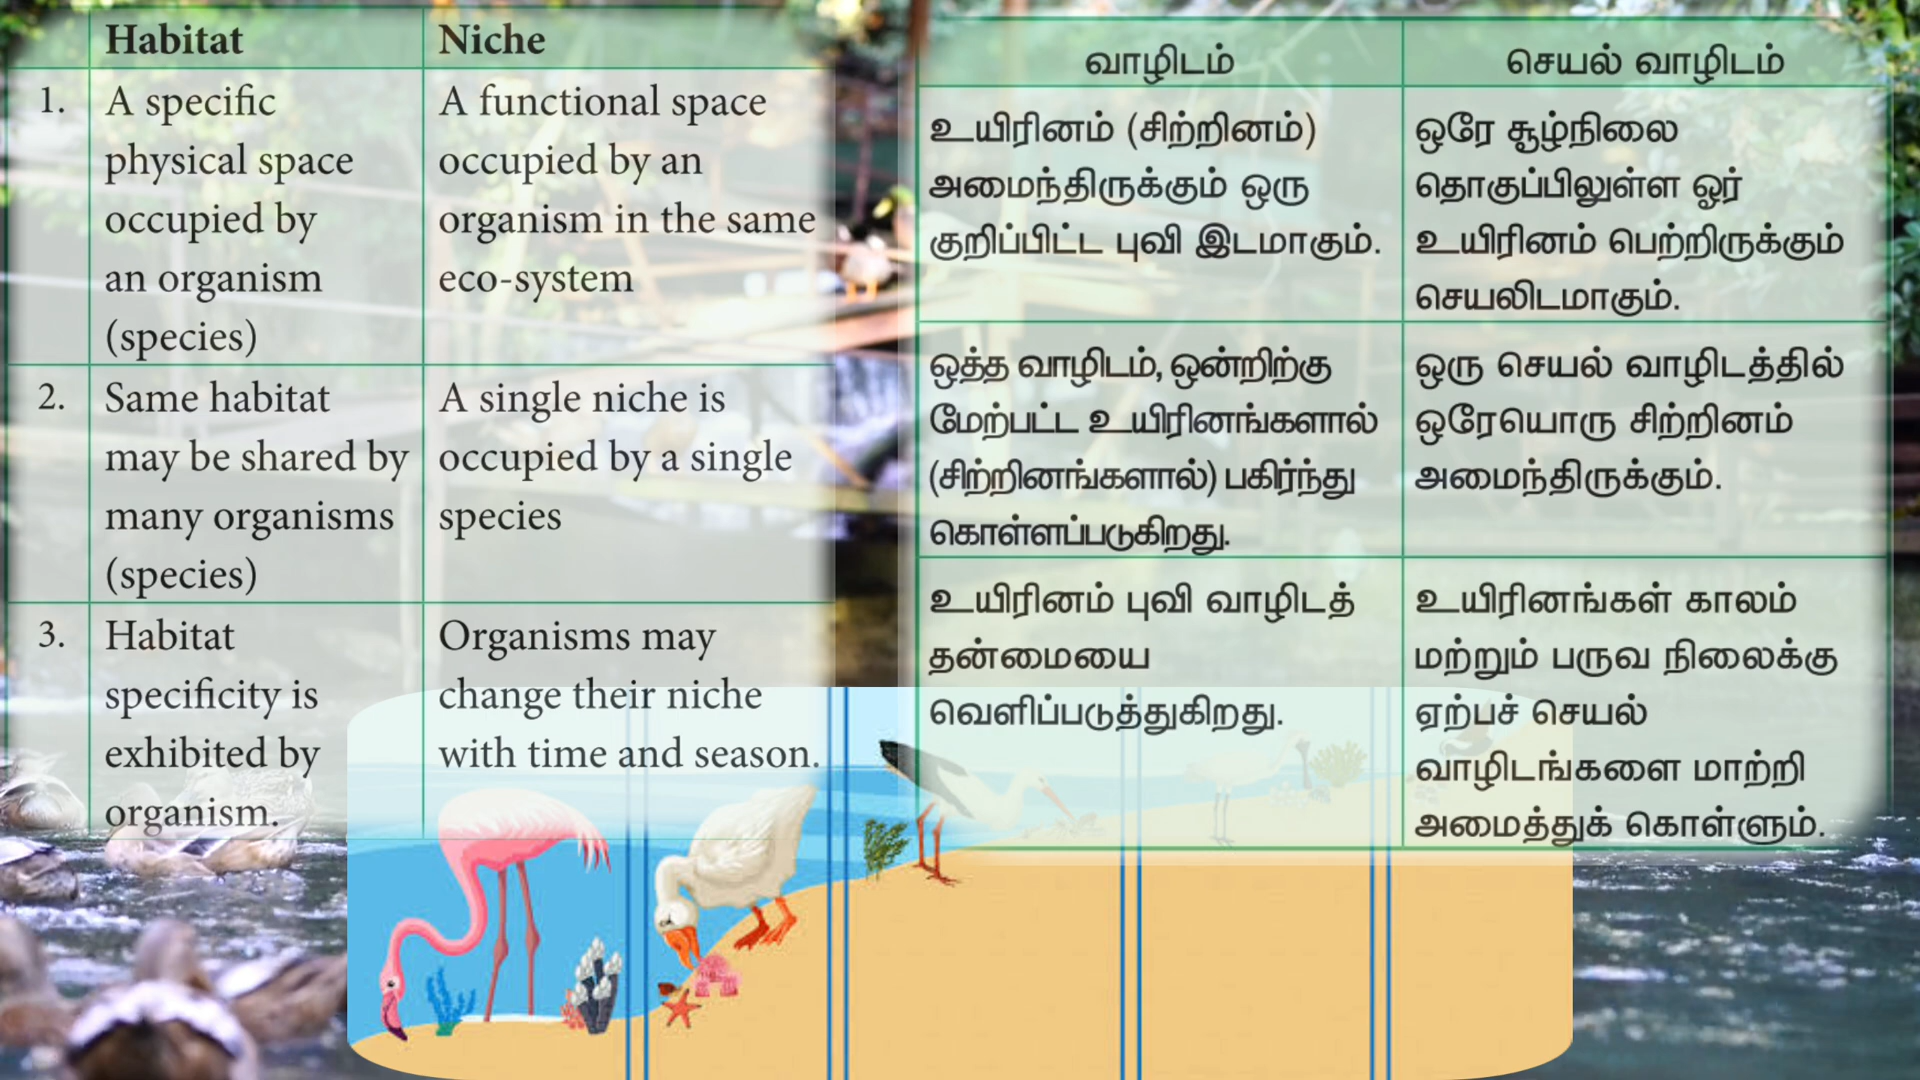 Habitat
Niche
1.
A specific
physical space
occupied by
an organism
(species)
A functional space
occupied by an
organism in the same
eco-system
2.
Same habitat
may be shared by
many organisms
(species)
A single niche is
occupied by a single
species
3.
Habitat
specificity is
exhibited by
organism.
Organisms may
change their niche
with time and season.
வாழிடம்
செயல் வாழிடம்
உயிரினம் (சிற்றினம்)
அமைந்திருக்கும் ஒரு
குறிப்பிட்ட புவி இடமாகும்.
ஒரே சூழ்நிலை
தொகுப்பிலுள்ள ஓர்
உயிரினம் பெற்றிருக்கும்
செயலிடமாகும்.
ஒத்த வாழிடம், ஒன்றிற்கு
மேற்பட்ட உயிரினங்களால்
(சிற்றினங்களால்) பகிர்ந்து
கொள்ளப்படுகிறது.
ஒரு செயல் வாழிடத்தில்
ஒரேயொரு சிற்றினம்
அமைந்திருக்கும்.
உயிரினம் புவி வாழிடத்
தன்மையை
வெளிப்படுத்துகிறது.
உயிரினங்கள் காலம்
மற்றும் பருவ நிலைக்கு
ஏற்பச் செயல்
வாழிடங்களை மாற்றி
அமைத்துக் கொள்ளும்.